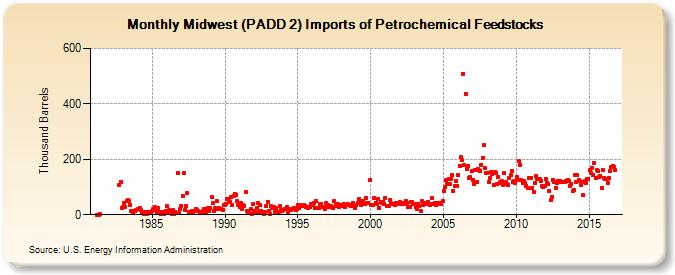 Monthly Midwest (PADD 2) Imports of Petrochemical Feedstocks
Thousand Barrels
600
400
200
0
1985 1990 1995 2000 2005 2010 2015
Source: U.S. Energy Information Administration